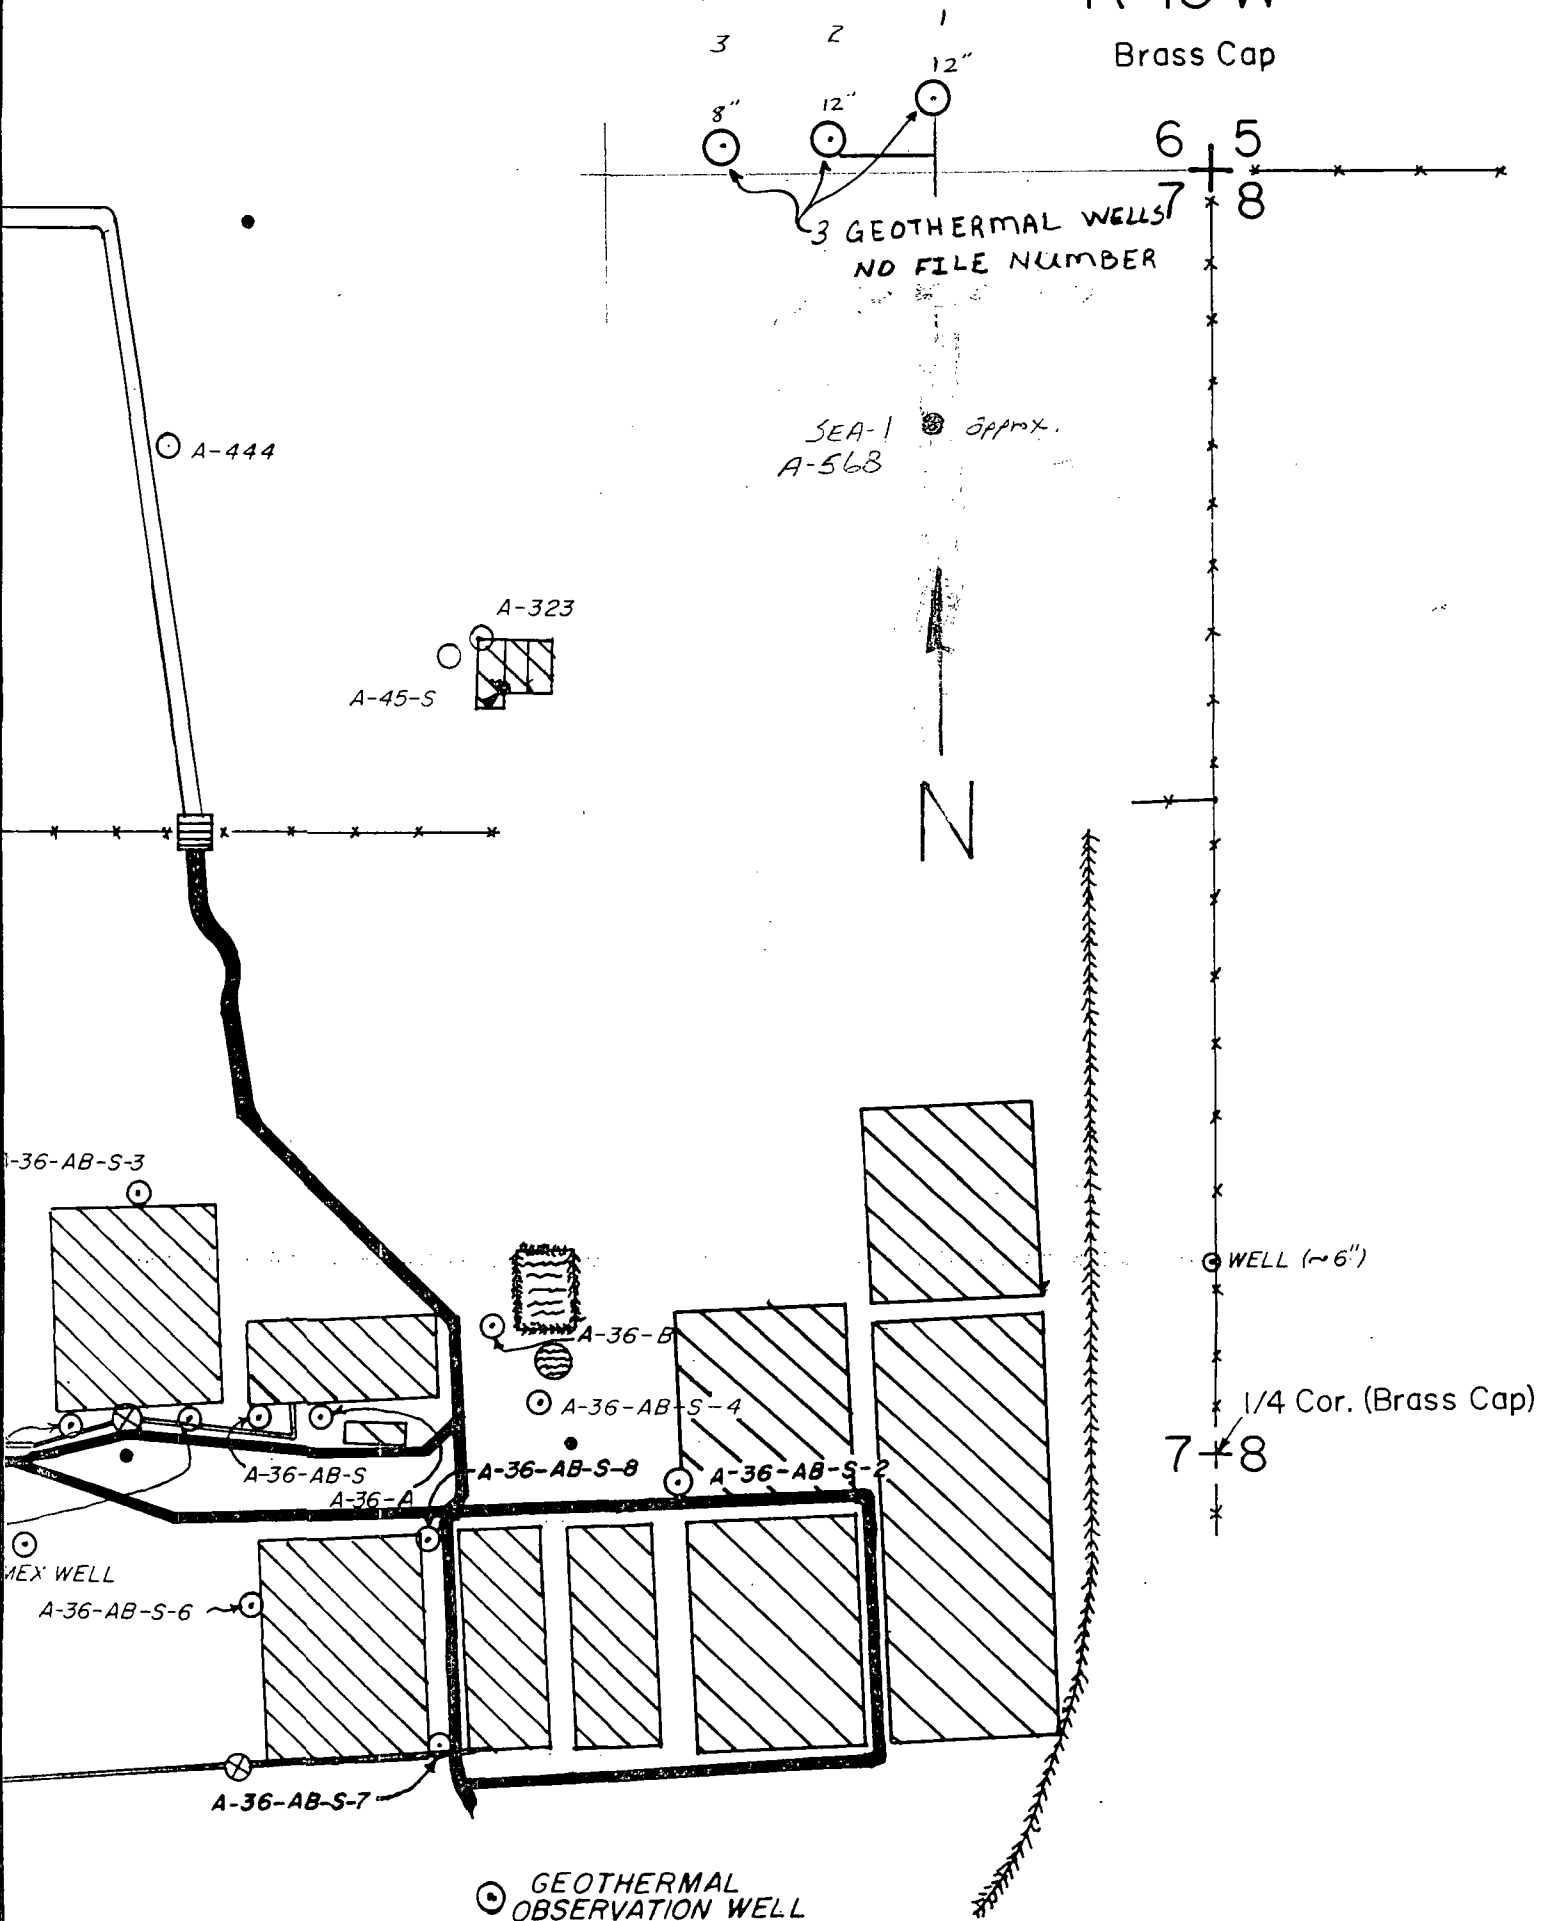 1
3 2
Brass Cap
12"
8" 12"
6 5
7 8
3 GEOTHERMAL WELLS
NO FILE NUMBER
SEA-1 approx.
A-568
A-444
A-323
A-45-S
N
-36-AB-S-3
WELL (~6")
A-36-B
A-36-AB-S-4
1/4 Cor. (Brass Cap)
7 8
A-36-AB-S
A-36-AB-S-8
A-36-AB-S-2
A-36-A
MEX WELL
A-36-AB-S-6
A-36-AB-S-7
GEOTHERMAL
OBSERVATION WELL